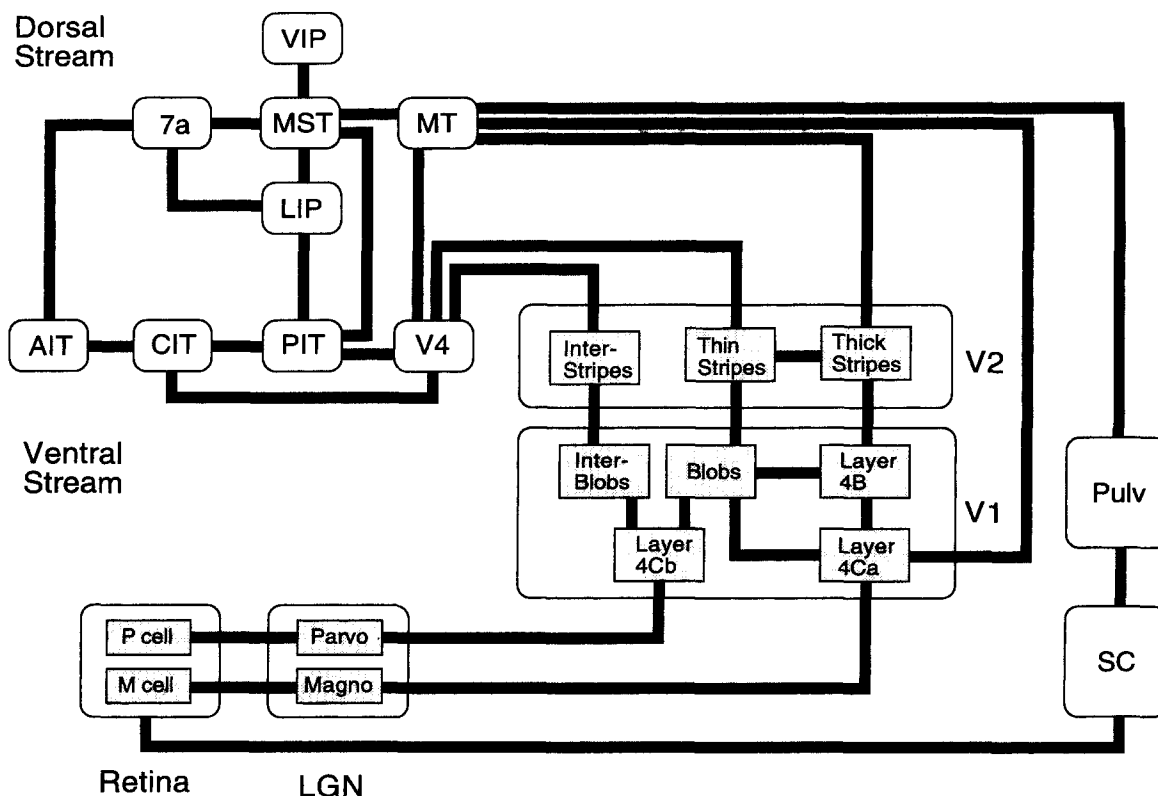 Dorsal
Stream
VIP
7a
MST
MT
LIP
AIT
CIT
PIT
V4
Inter-
Stripes
Thin
Stripes
Thick
Stripes
V2
Ventral
Stream
Inter-
Blobs
Blobs
Layer
4B
V1
Pulv
Layer
4Cb
Layer
4Ca
P cell
Parvo
M cell
Magno
SC
Retina
LGN